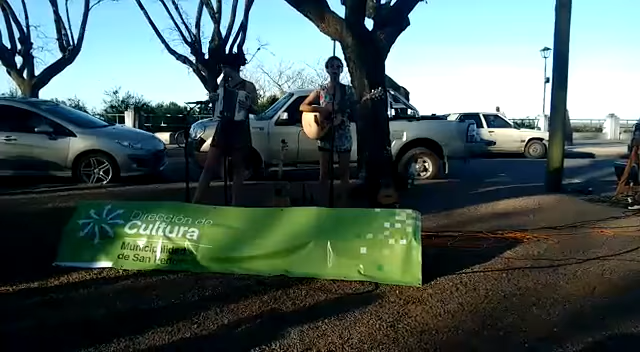 Dirección de
Cultura
Municipalidad
de San